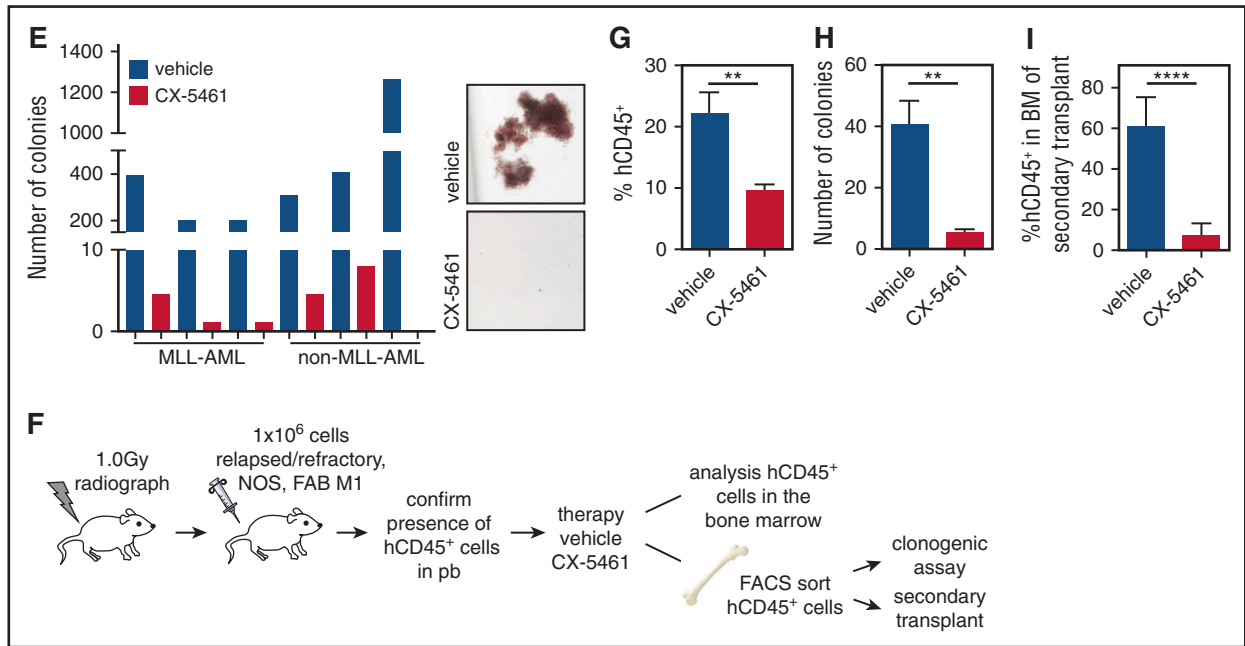 E
Number of colonies
1400
1200
1000
400
200
10
0
vehicle
CX-5461
MLL-AML
non-MLL-AML
vehicle
CX-5461
G
% hCD45⁺
30
20
10
0
**
vehicle
CX-5461
H
Number of colonies
60
40
20
0
**
vehicle
CX-5461
I
%hCD45⁺ in BM of
secondary transplant
80
60
40
20
0
****
vehicle
CX-5461
F
1.0Gy
radiograph
1x10⁶ cells
relapsed/refractory,
NOS, FAB M1
confirm
presence of
hCD45⁺ cells
in pb
therapy
vehicle
CX-5461
analysis hCD45⁺
cells in the
bone marrow
FACS sort
hCD45⁺ cells
clonogenic
assay
secondary
transplant